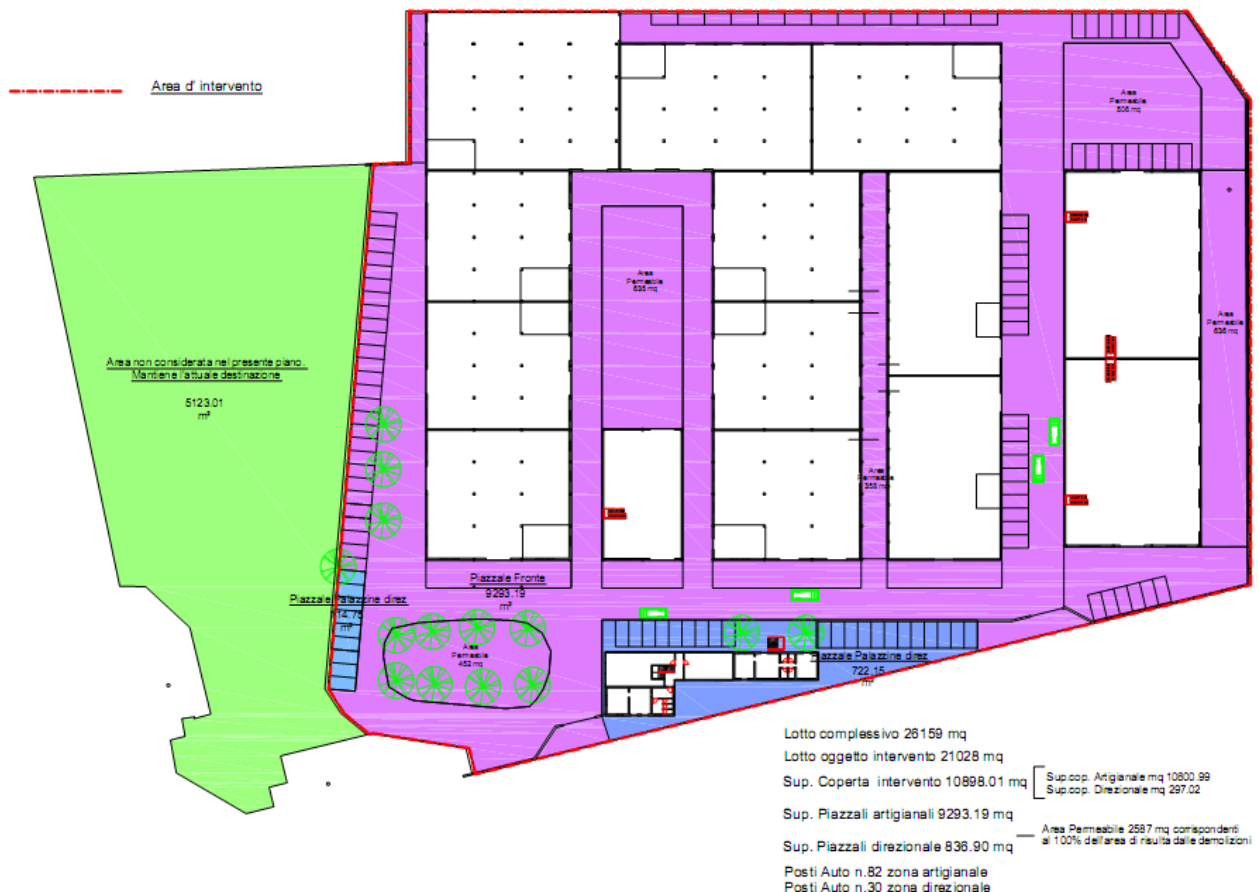 Area d' intervento
Area
Permeabile
Area
Permeabile
Area non considerata nel presente piano.
Mantiene l'attuale destinazione
5123.01
m²
Area
Permeabile
Area
Piazzale Fronte
9293.19
m²
Piazzale Palazzine direz
14.75
m²
Area
Permeabile
452 mq
Piazzale Palazzine direz
722.15
m²
Lotto complessivo 26159 mq
Lotto oggetto intervento 21028 mq
Sup. Coperta intervento 10898.01 mq
Sup.cop. Artigianale mq 10800.99
Sup.cop. Direzionale mq 297.02
Sup. Piazzali artigianali 9293.19 mq
Area Permeabile 2587 mq corrispondenti
al 100% dell'area di risulta dalle demolizioni
Sup. Piazzali direzionale 836.90 mq
Posti Auto n.82 zona artigianale
Posti Auto n.30 zona direzionale